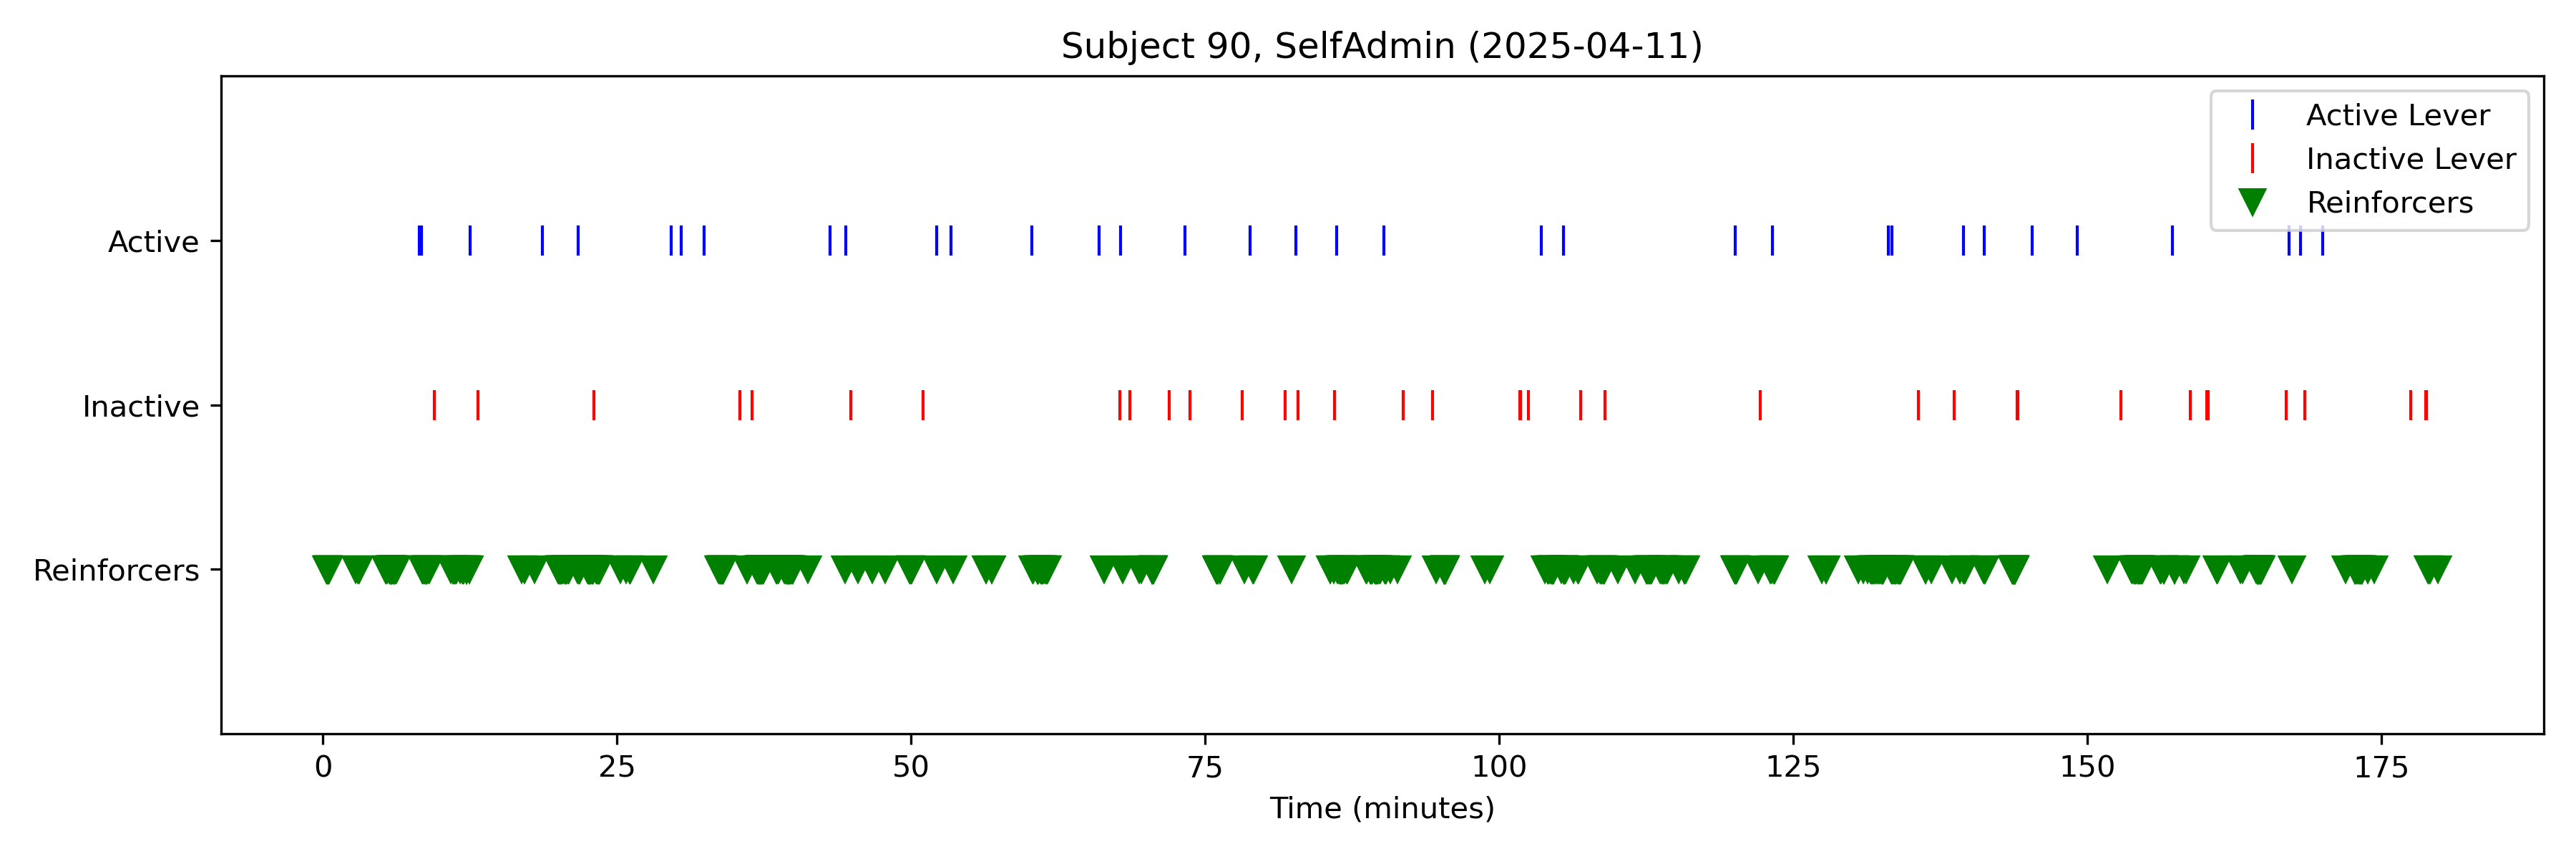 Subject 90, SelfAdmin (2025-04-11)
Active Lever
Inactive Lever
Reinforcers
Active
Inactive
Reinforcers
0 25 50 75 100 125 150 175
Time (minutes)